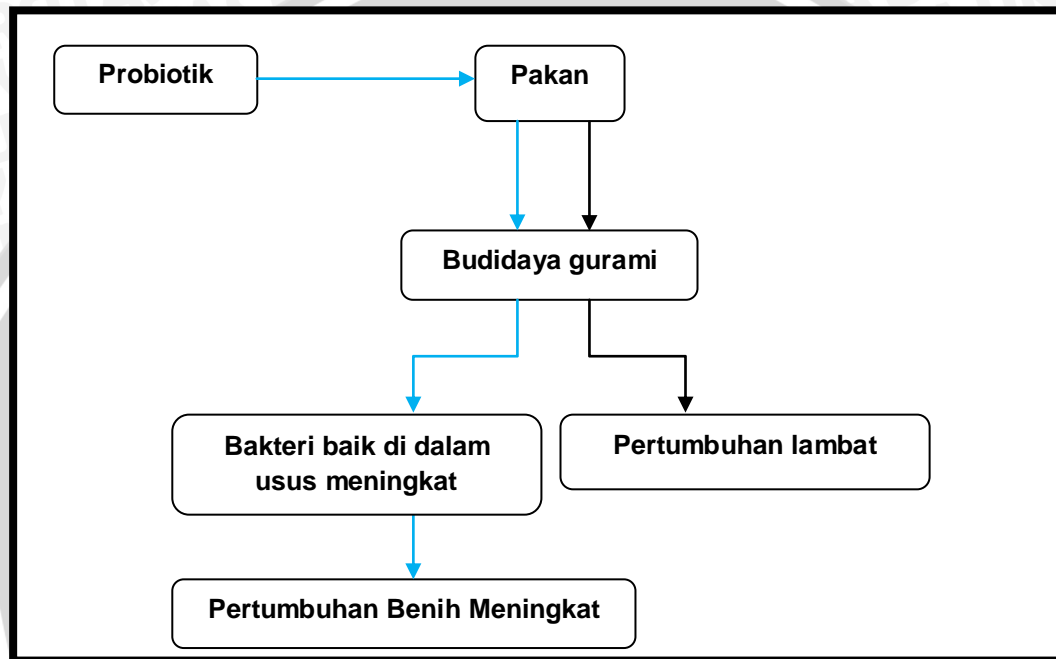 Probiotik
Pakan
Budidaya gurami
Bakteri baik di dalam
usus meningkat
Pertumbuhan lambat
Pertumbuhan Benih Meningkat